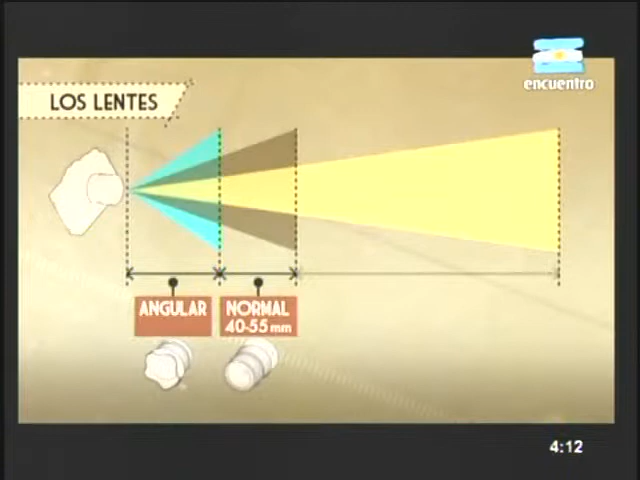 encuentro
LOS LENTES
ANGULAR
NORMAL
40-55 mm
4:12